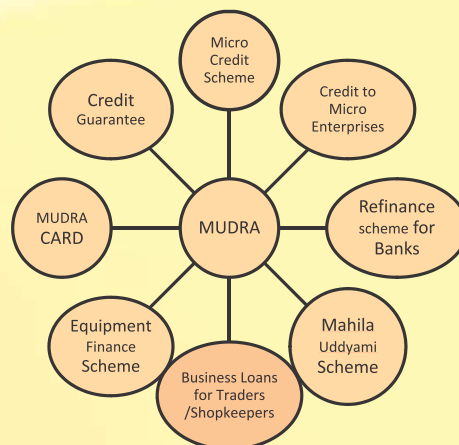 Micro
Credit
Scheme
Credit
Guarantee
Credit to
Micro
Enterprises
MUDRA
CARD
MUDRA
Refinance
scheme for
Banks
Equipment
Finance
Scheme
Mahila
Uddyami
Scheme
Business Loans
for Traders
/Shopkeepers